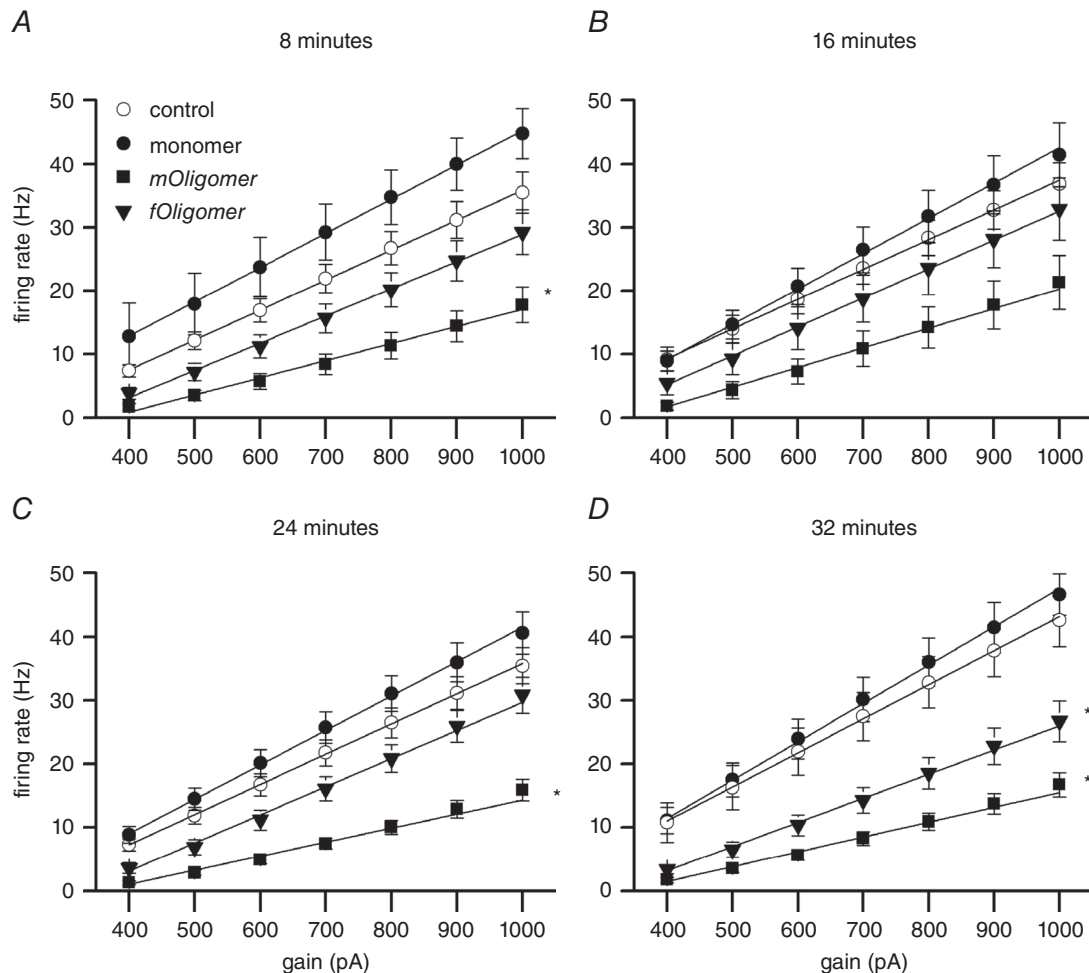 A
8 minutes
firing rate (Hz)
50
40
30
20
10
0
control
monomer
mOligomer
fOligomer
*
400 500 600 700 800 900 1000
B
16 minutes
50
40
30
20
10
0
400 500 600 700 800 900 1000
C
24 minutes
firing rate (Hz)
50
40
30
20
10
0
*
400 500 600 700 800 900 1000
gain (pA)
D
32 minutes
50
40
30
20
10
0
*
*
400 500 600 700 800 900 1000
gain (pA)